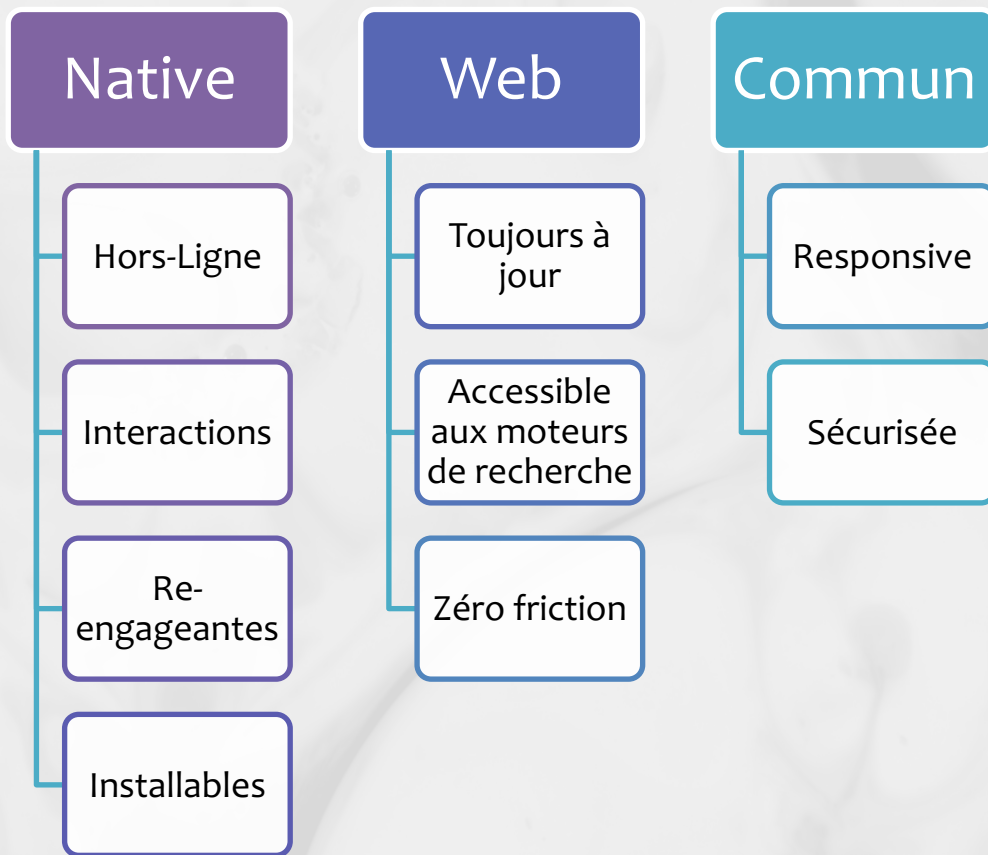 Native
Hors-Ligne
Interactions
Re-
engageantes
Installables
Web
Toujours à
jour
Accessible
aux moteurs
de recherche
Zéro friction
Commun
Responsive
Sécurisée